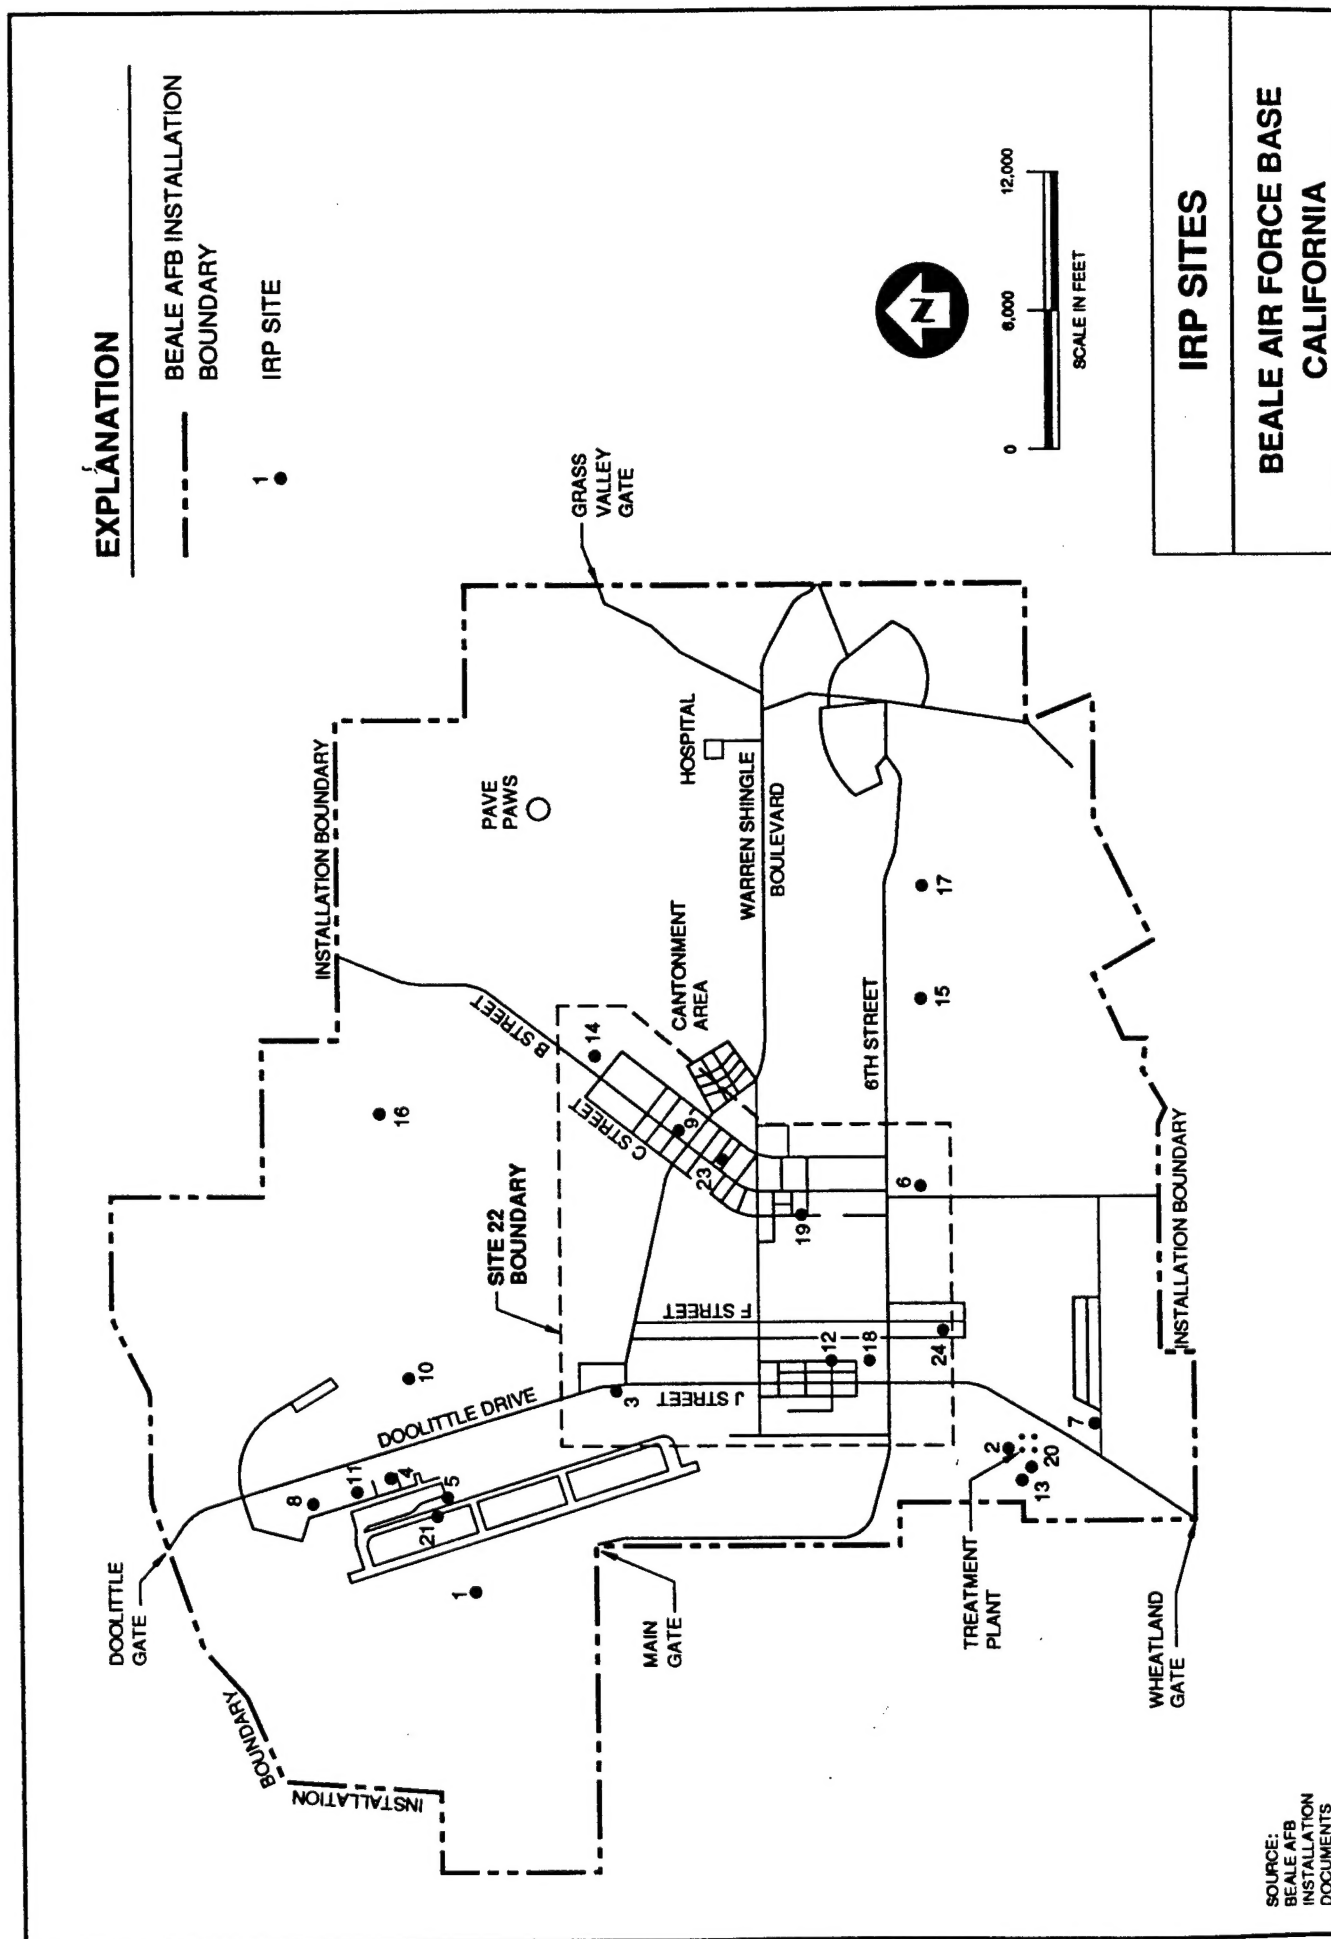 EXPLANATION
BEALE AFB INSTALLATION
BOUNDARY
1
IRP SITE
DOOLITTLE
GATE
BOUNDARY
INSTALLATION
INSTALLATION BOUNDARY
PAVE
PAWS
GRASS
VALLEY
GATE
HOSPITAL
WARREN SHINGLE
BOULEVARD
CANTONMENT
AREA
B STREET
C STREET
SITE 22
BOUNDARY
DOOLITTLE DRIVE
F STREET
J STREET
6TH STREET
MAIN
GATE
TREATMENT
PLANT
WHEATLAND
GATE
INSTALLATION BOUNDARY
8
11
4
5
21
1
10
16
14
9
23
19
3
12
18
24
6
15
17
2
20
13
7
N
0
6,000
12,000
SCALE IN FEET
SOURCE:
BEALE AFB
INSTALLATION
DOCUMENTS
IRP SITES
BEALE AIR FORCE BASE
CALIFORNIA